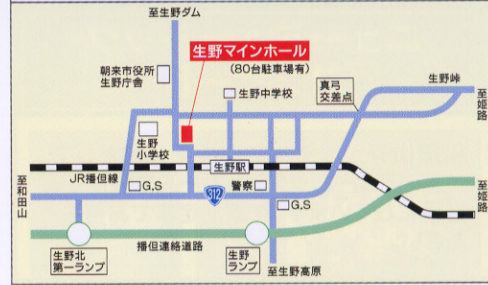 至生野ダム
生野マインホール
(80台駐車場有)
朝来市役所
生野庁舎
生野中学校
真弓
交差点
生野峠
至姫路
生野
小学校
JR播但線
生野駅
至和田山
G,S
312
警察
G,S
至姫路
生野北
第一ランプ
播但連絡道路
生野
ランプ
至生野高原